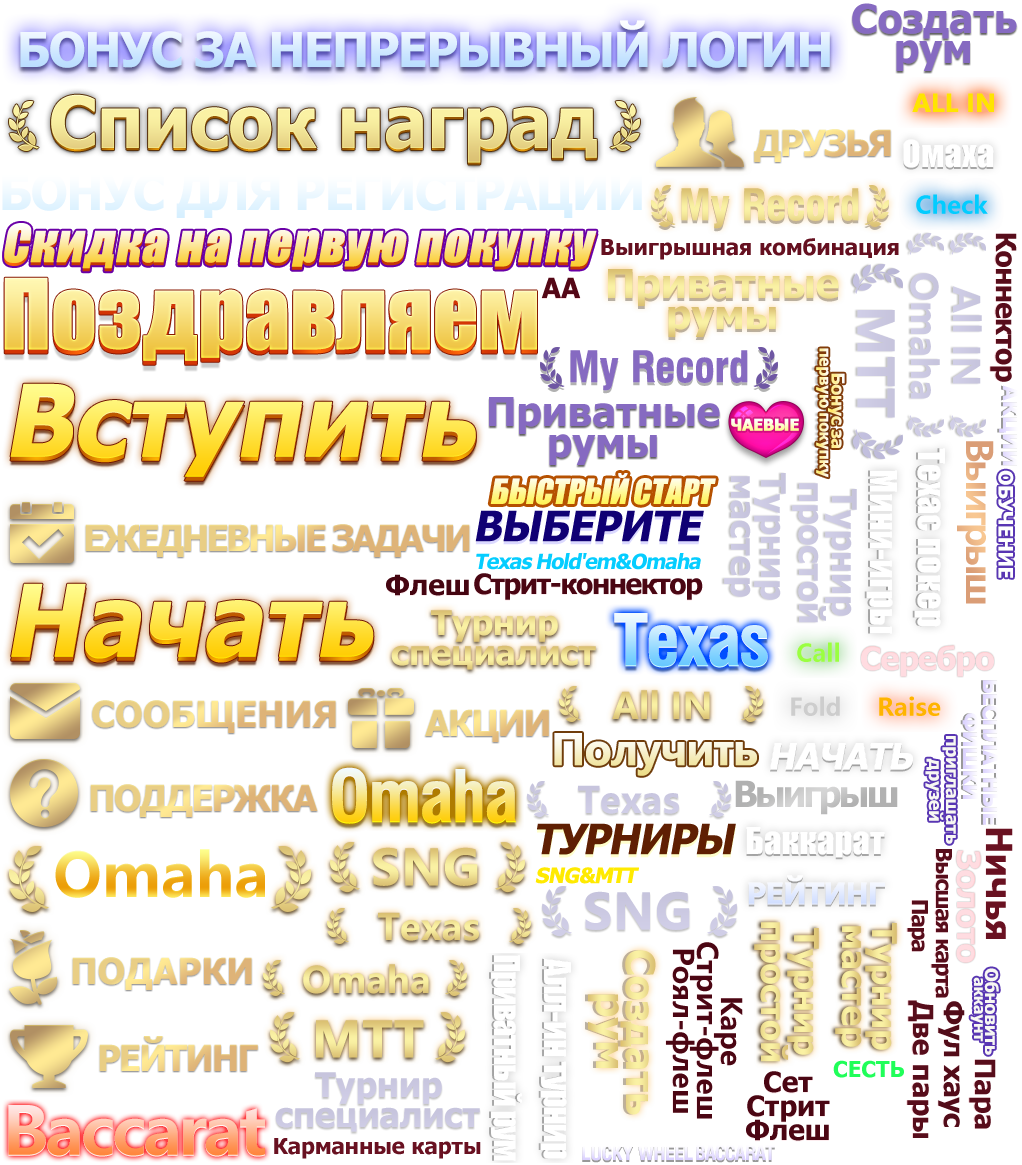 БОНУС ЗА НЕПРЕРЫВНЫЙ ЛОГИН
Создать
рум
Список наград
ДРУЗЬЯ
ALL IN
Омаха
БОНУС ДЛЯ РЕГИСТРАЦИИ
My Record
Check
Скидка на первую покупку
Выигрышная комбинация
Коннектор
Поздравляем
AA
Приватные
румы
MTT
Omaha
All IN
My Record
Бонус за
первую покупку
АКЦИИ
Вступить
Приватные
румы
ЧАЕВЫЕ
БЫСТРЫЙ СТАРТ
Турнир
мастер
Турнир
простой
Мини-игры
Техас покер
Выигрыш
ОБУЧЕНИЕ
ЕЖЕДНЕВНЫЕ ЗАДАЧИ
ВЫБЕРИТЕ
Texas Hold'em&Omaha
Флеш
Стрит-коннектор
Начать
Турнир
специалист
Texas
Call
Серебро
СООБЩЕНИЯ
АКЦИИ
All IN
Fold
Raise
БЕСПЛАТНЫЕ
ФИШКИ
Получить
НАЧАТЬ
приглашать
друзей
ПОДДЕРЖКА
Omaha
Texas
Выигрыш
ТУРНИРЫ
Баккарат
Ничья
Omaha
SNG
SNG&MTT
РЕЙТИНГ
Высшая карта
Золото
SNG
Пара
Texas
ПОДАРКИ
Omaha
Приватный рум
Алл-ин турнир
Создать
рум
Стрит-флеш
Роял-флеш
Каре
Турнир
простой
Турнир
мастер
Обновить
аккаунт
РЕЙТИНГ
MTT
Две пары
Фул хаус
Пара
СЕСТЬ
Турнир
специалист
Сет
Стрит
Флеш
Baccarat
Карманные карты
LUCKY WHEEL
BACCARAT